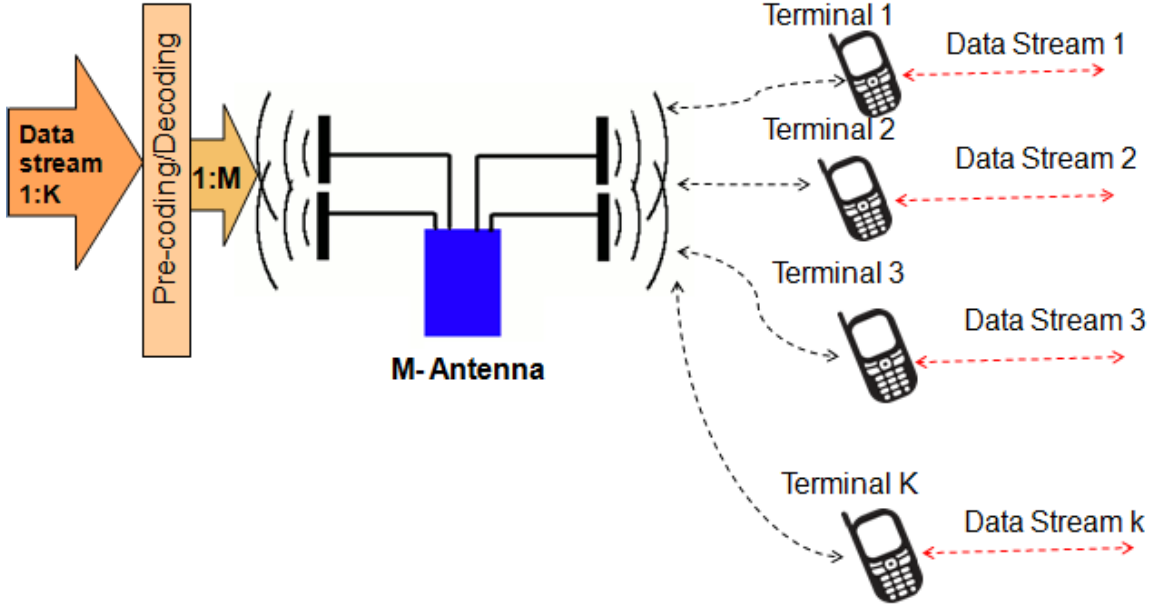 Data
stream
1:K
Pre-coding/Decoding
1:M
M- Antenna
Terminal 1
Data Stream 1
Terminal 2
Data Stream 2
Terminal 3
Data Stream 3
Terminal K
Data Stream k